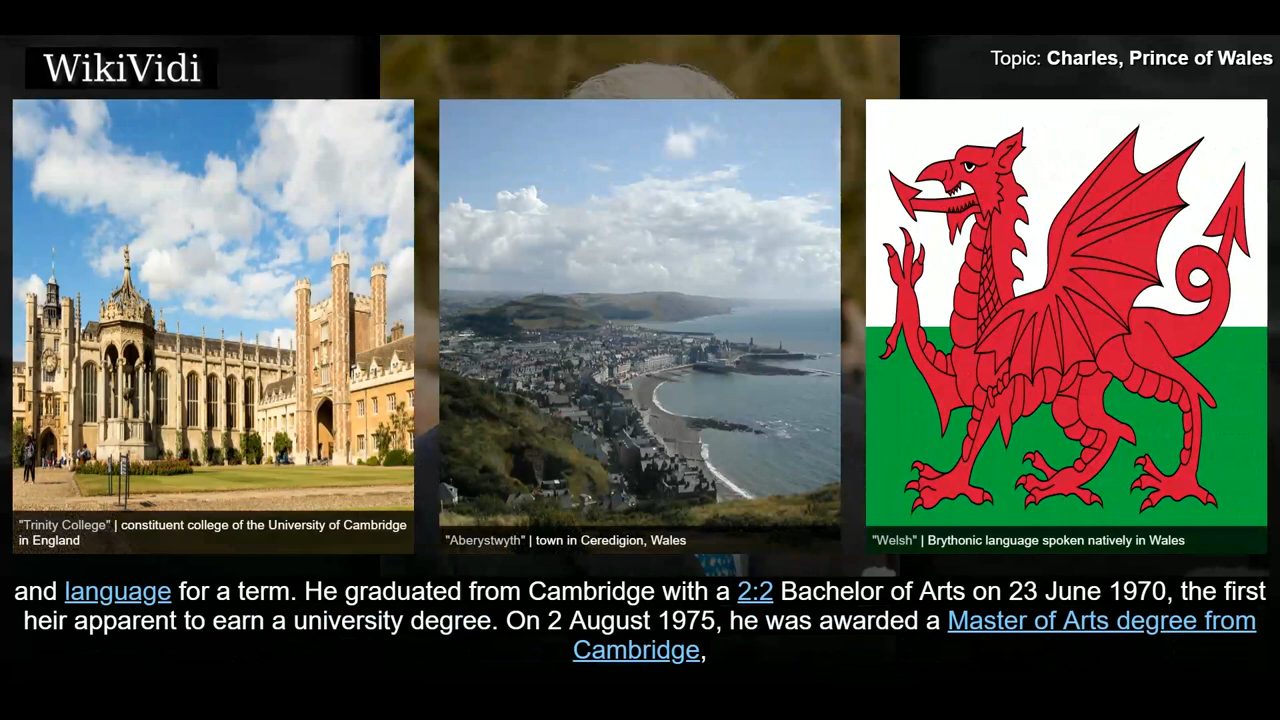 WikiVidi
Topic: Charles, Prince of Wales
"Trinity College" | constituent college of the University of Cambridge
in England
"Aberystwyth" | town in Ceredigion, Wales
"Welsh" | Brythonic language spoken natively in Wales
and language for a term. He graduated from Cambridge with a 2:2 Bachelor of Arts on 23 June 1970, the first
heir apparent to earn a university degree. On 2 August 1975, he was awarded a Master of Arts degree from
Cambridge,